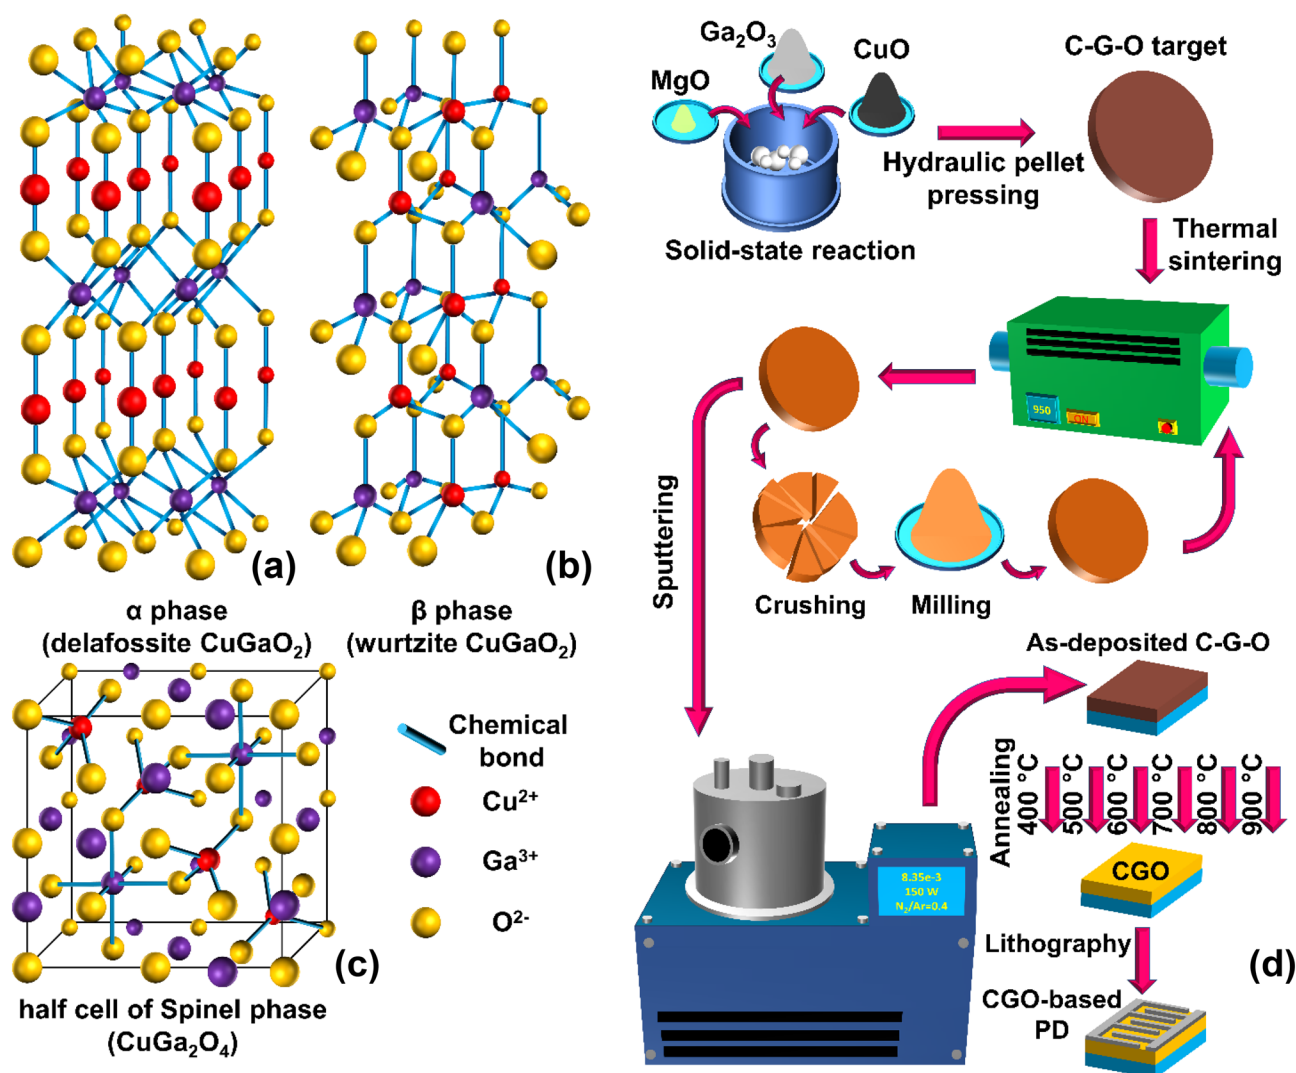 (a)
(b)
α phase
(delafossite CuGaO₂)
β phase
(wurtzite CuGaO₂)
Chemical
bond
Cu²⁺
Ga³⁺
O²⁻
(c)
half cell of Spinel phase
(CuGa₂O₄)
Ga₂O₃
CuO
MgO
Solid-state reaction
Hydraulic pellet
pressing
C-G-O target
Thermal
sintering
950
ON
Crushing
Milling
Sputtering
8.35e-3
150 W
N₂/Ar=0.4
As-deposited C-G-O
Annealing
400 °C
500 °C
600 °C
700 °C
800 °C
900 °C
CGO
Lithography
CGO-based
PD
(d)